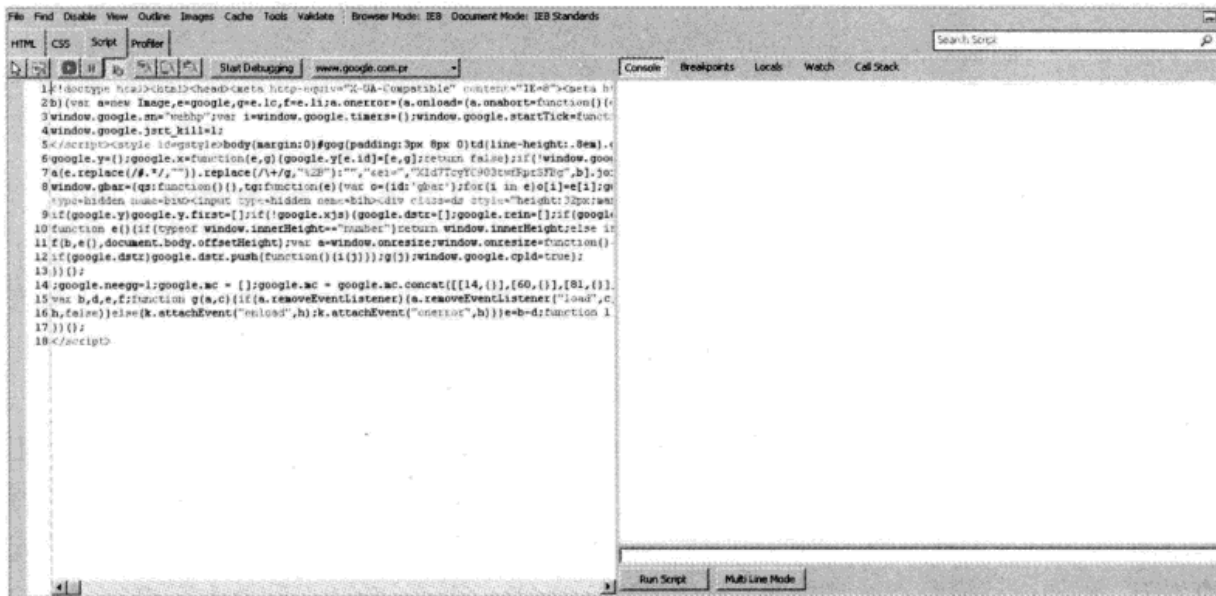 File Find Disable View Outline Images Cache Tools Validate Browser Mode: IE8 Document Mode: IE8 Standards
HTML CSS Script Profiler
Search Script
Start Debugging www.google.com.pr
Console Breakpoints Locals Watch Call Stack
1 <!doctype html><html><head><meta http-equiv="X-UA-Compatible" content="IE=8"><meta h
2 b){var a=new Image,e=google,g=e.lc,f=e.li;a.onerror=(a.onload=(a.onabort=function(){
3 window.google.sn="webhp";var i=window.google.timers={};window.google.startTick=funct
4 window.google.jsrt_kill=1;
5 </script><style id=gstyle>body{margin:0}#gog{padding:3px 8px 0}td{line-height:.8em}.
6 google.y={};google.x=function(e,g){google.y[e.id]=[e,g];return false};if(!window.goo
7 a(e.replace(/#.*/,"")).replace(/\+/g,"%2B"):"","&ei=",
8 window.gbar={qs:function(){},tg:function(e){var o={id:'gbar'};for(i in e)o[i]=e[i];
type=hidden name=biw><input type=hidden name=bih><div class=ds style="height:32px;
9 if(google.y)google.y.first=[];if(!google.xjs){google.dstr=[];google.rein=[];if(googl
10 function e(){if(typeof window.innerHeight=="number")return window.innerHeight;else i
11 f(b,e(),document.body.offsetHeight);var a=window.onresize;window.onresize=function()
12 if(google.dstr)google.dstr.push(function(){i(j)});g(j);window.google.cpld=true};
13 })();
14 ;google.neegg=1;google.mc = [];google.mc = google.mc.concat([[14,{}],[60,{}],[81,{}]
15 var b,d,e,f;function g(a,c){if(a.removeEventListener){a.removeEventListener("load",c
16 h,false)}else{k.attachEvent("onload",h);k.attachEvent("onerror",h)}}e=b-d;function l
17 })();
18 </script>
Run Script Multi Line Mode